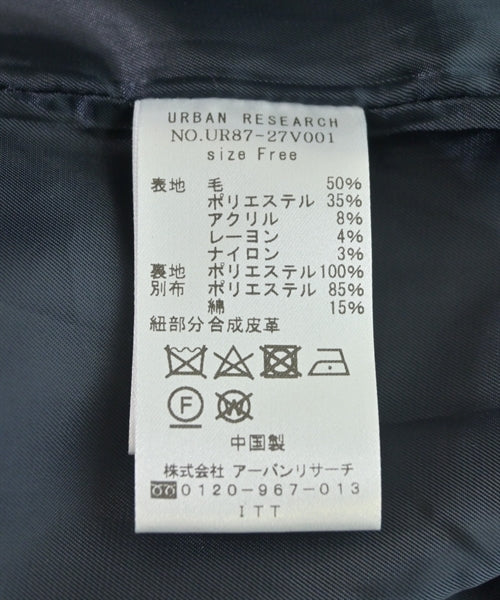 URBAN RESEARCH
NO.UR87-27V001
size Free
表地 毛 50%
ポリエステル 35%
アクリル 8%
レーヨン 4%
ナイロン 3%
裏地 ポリエステル100%
別布 ポリエステル 85%
綿 15%
紐部分合成皮革
F W
中国製
株式会社 アーバンリサーチ
0120-967-013
ITT